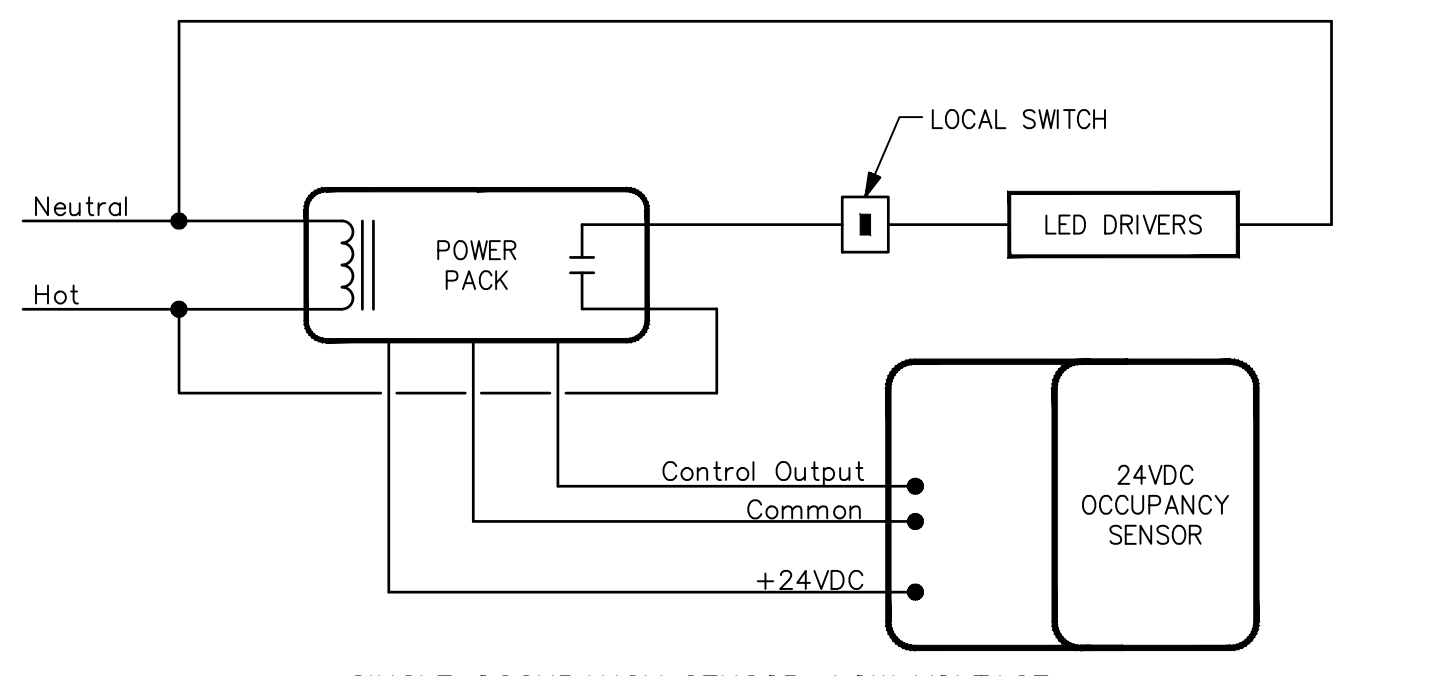 LOCAL SWITCH
Neutral
LED DRIVERS
POWER
PACK
Hot
Control Output
24VDC
OCCUPANCY
SENSOR
Common
+24VDC